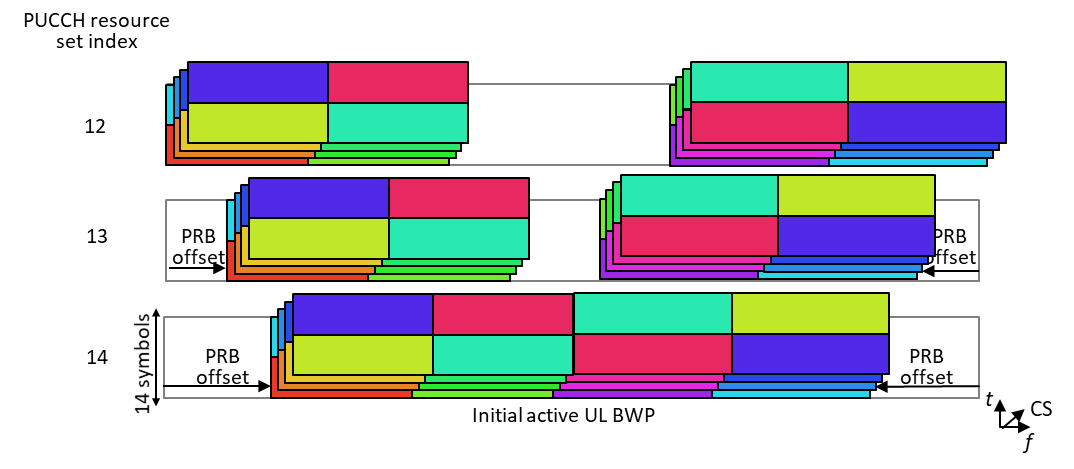 PUCCH resource
set index
12
13
PRB
offset
PRB
offset
14
14 symbols
PRB
offset
PRB
offset
Initial active UL BWP
t
CS
f